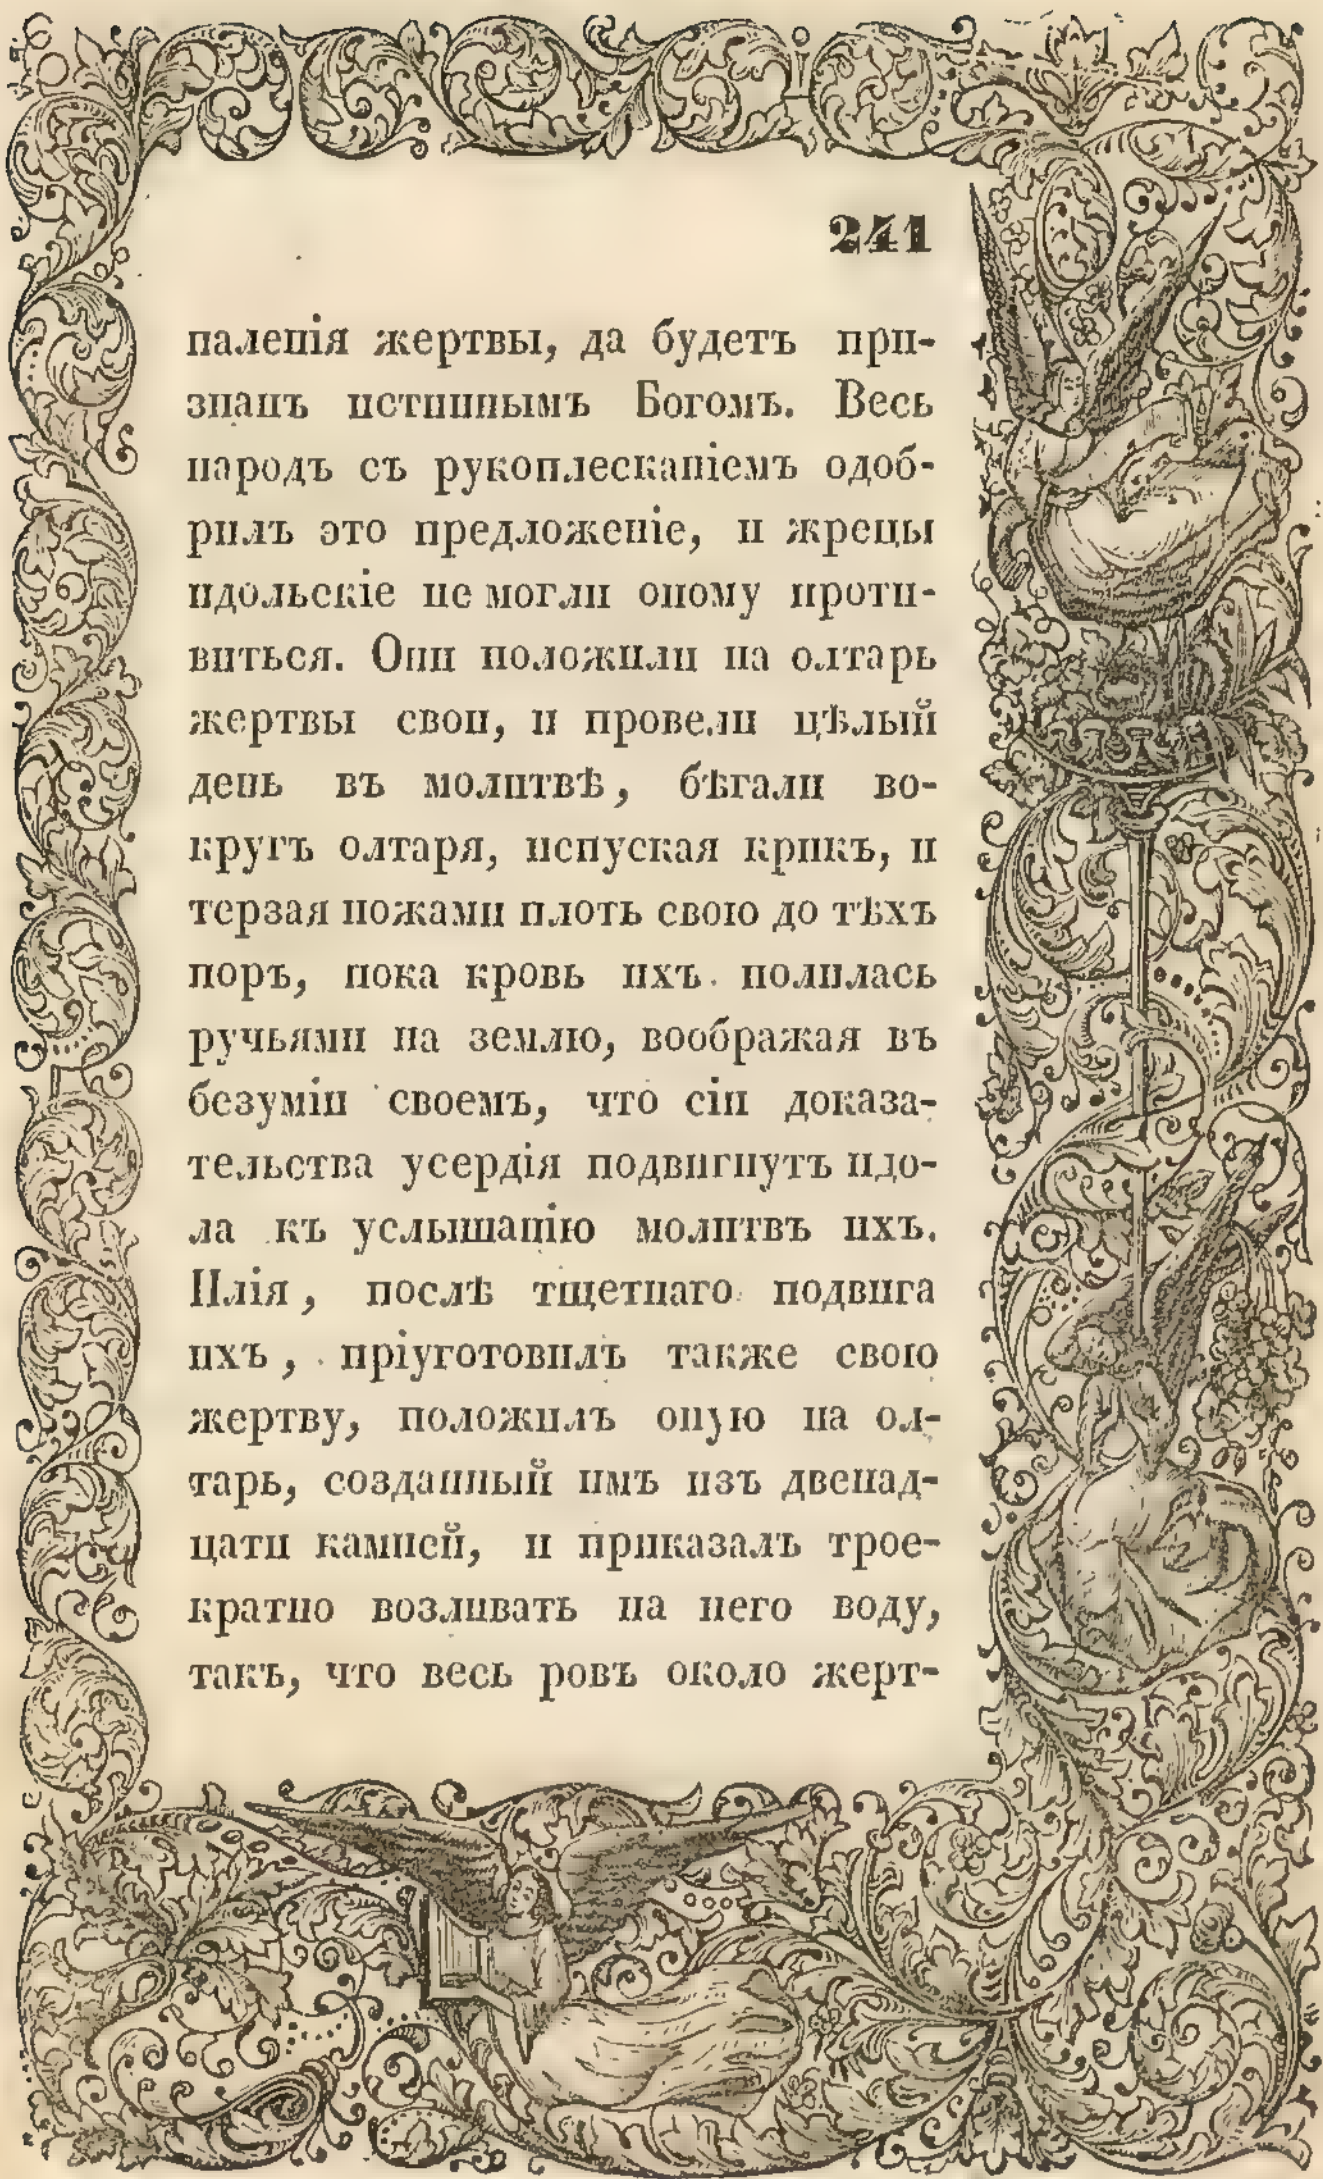 241
паленія жертвы, да будетъ при-
знанъ истиннымъ Богомъ. Весь
народъ съ рукоплесканіемъ одоб-
рилъ это предложеніе, и жрецы
идольскіе не могли оному проти-
виться. Они положили на олтарь
жертвы свои, и провели цѣлый
день въ молитвѣ, бѣгали во-
кругъ олтаря, испуская крикъ, и
терзая ножами плоть свою до тѣхъ
поръ, пока кровь ихъ полилась
ручьями на землю, воображая въ
безуміи своемъ, что сіи доказа-
тельства усердія подвигнутъ идо-
ла къ услышанію молитвъ ихъ.
Илія, послѣ тщетнаго подвига
ихъ, пріуготовилъ также свою
жертву, положилъ оную на ол-
тарь, созданный имъ изъ двенад-
цати камней, и приказалъ трое-
кратно возливать на него воду,
такъ, что весь ровъ около жерт-